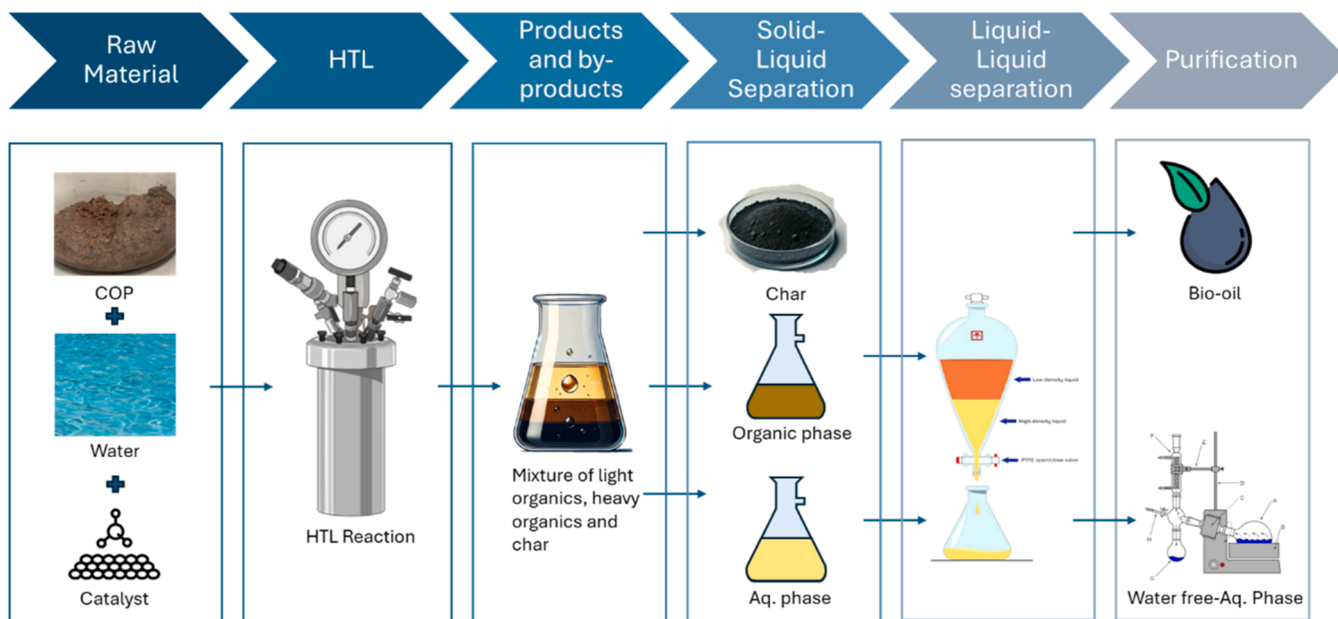 Raw
Material
HTL
Products
and by-
products
Solid-
Liquid
Separation
Liquid-
Liquid
separation
Purification
COP
Water
Catalyst
HTL Reaction
Mixture of light
organics, heavy
organics and
char
Char
Organic phase
Aq. phase
Low density liquid
High-density liquid
PTFE open/close valve
Bio-oil
F
E
D
C
A
B
H
G
Water free-Aq. Phase